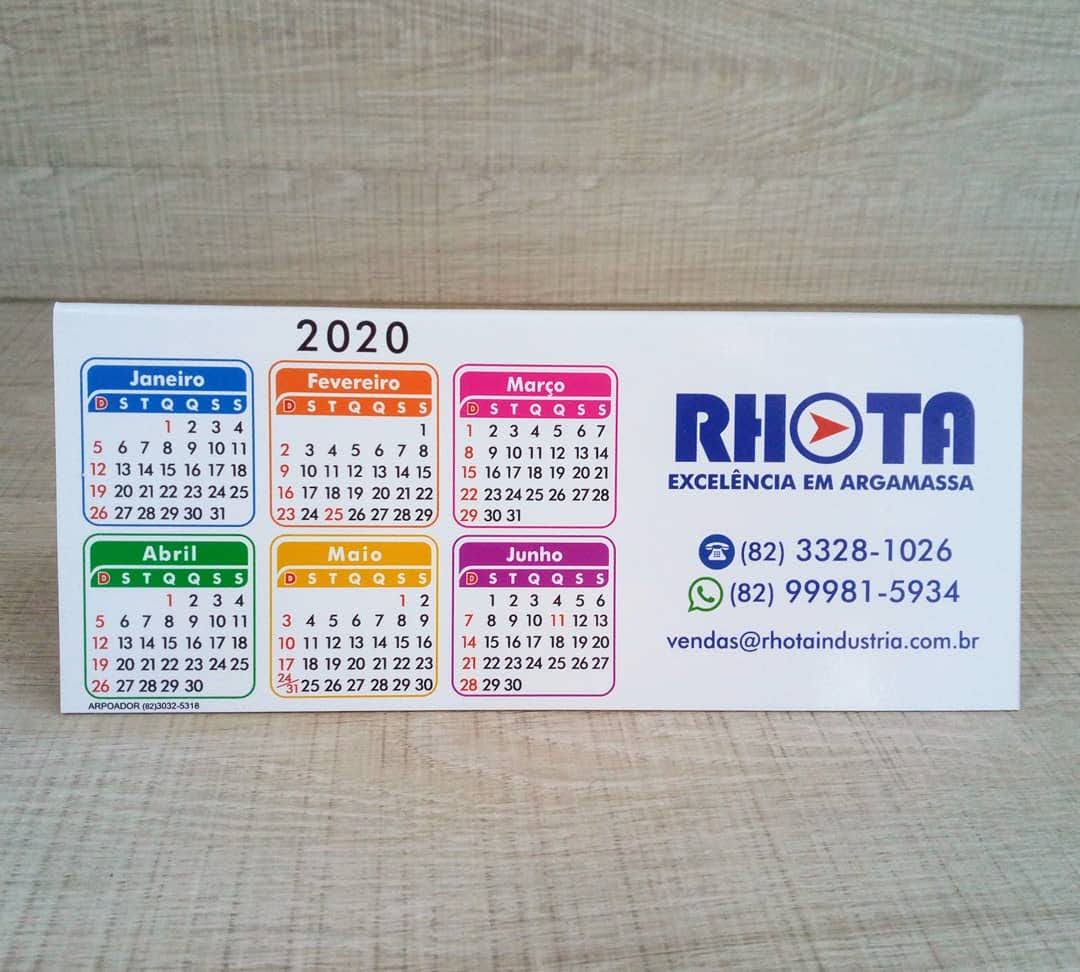 2020
Janeiro
D S T Q Q S S
1 2 3 4
5 6 7 8 9 10 11
12 13 14 15 16 17 18
19 20 21 22 23 24 25
26 27 28 29 30 31
Fevereiro
D S T Q Q S S
1
2 3 4 5 6 7 8
9 10 11 12 13 14 15
16 17 18 19 20 21 22
23 24 25 26 27 28 29
Março
D S T Q Q S S
1 2 3 4 5 6 7
8 9 10 11 12 13 14
15 16 17 18 19 20 21
22 23 24 25 26 27 28
29 30 31
Abril
D S T Q Q S S
1 2 3 4
5 6 7 8 9 10 11
12 13 14 15 16 17 18
19 20 21 22 23 24 25
26 27 28 29 30
Maio
D S T Q Q S S
1 2
3 4 5 6 7 8 9
10 11 12 13 14 15 16
17 18 19 20 21 22 23
24/31 25 26 27 28 29 30
Junho
D S T Q Q S S
1 2 3 4 5 6
7 8 9 10 11 12 13
14 15 16 17 18 19 20
21 22 23 24 25 26 27
28 29 30
ARPOADOR (82)3032-5318
RHOTA
EXCELÊNCIA EM ARGAMASSA
(82) 3328-1026
(82) 99981-5934
vendas@rhotaindustria.com.br